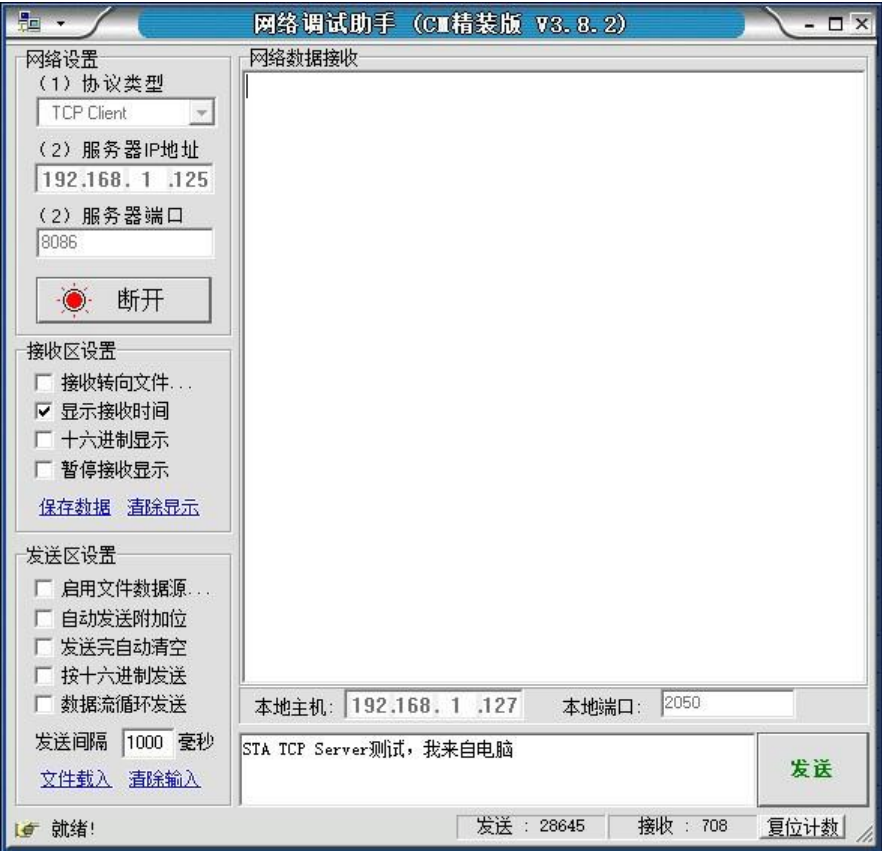 网络调试助手 (CM精装版 V3.8.2)
网络设置
(1) 协议类型
TCP Client
(2) 服务器IP地址
192.168. 1 .125
(2) 服务器端口
8086
断开
接收区设置
接收转向文件...
显示接收时间
十六进制显示
暂停接收显示
保存数据 清除显示
发送区设置
启用文件数据源...
自动发送附加位
发送完自动清空
按十六进制发送
数据流循环发送
发送间隔 1000 毫秒
文件载入 清除输入
网络数据接收
本地主机: 192.168. 1 .127 本地端口: 2050
STA TCP Server测试，我来自电脑
发送
就绪! 发送 : 28645 接收 : 708 复位计数